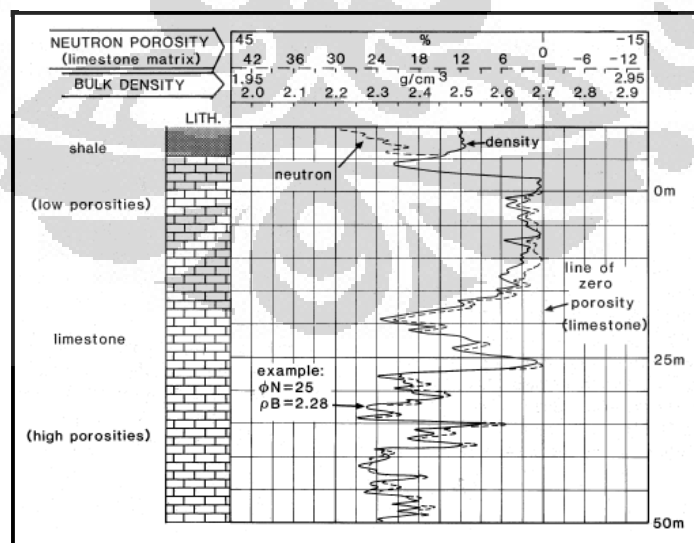 NEUTRON POROSITY
(limestone matrix)
45 % 0 -15
42 36 30 24 18 12 6 -6 -12
BULK DENSITY
1.95 g/cm3 2.95
2.0 2.1 2.2 2.3 2.4 2.5 2.6 2.7 2.8 2.9
LITH.
shale
density
neutron
(low porosities)
0m
line of
zero
porosity
(limestone)
limestone
25m
example:
φN=25
ρB=2.28
(high porosities)
50m